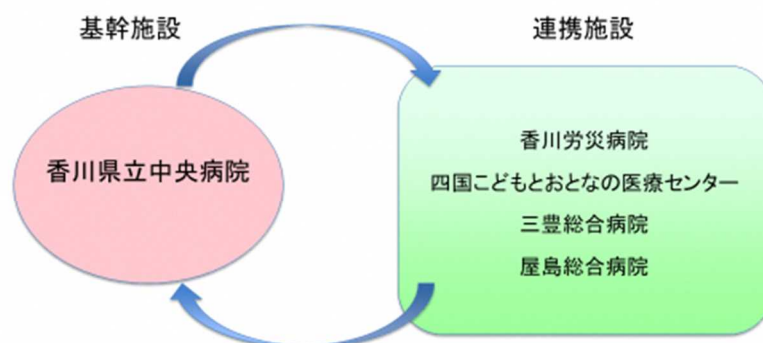 基幹施設
連携施設
香川県立中央病院
香川労災病院
四国こどもとおとなの医療センター
三豊総合病院
屋島総合病院